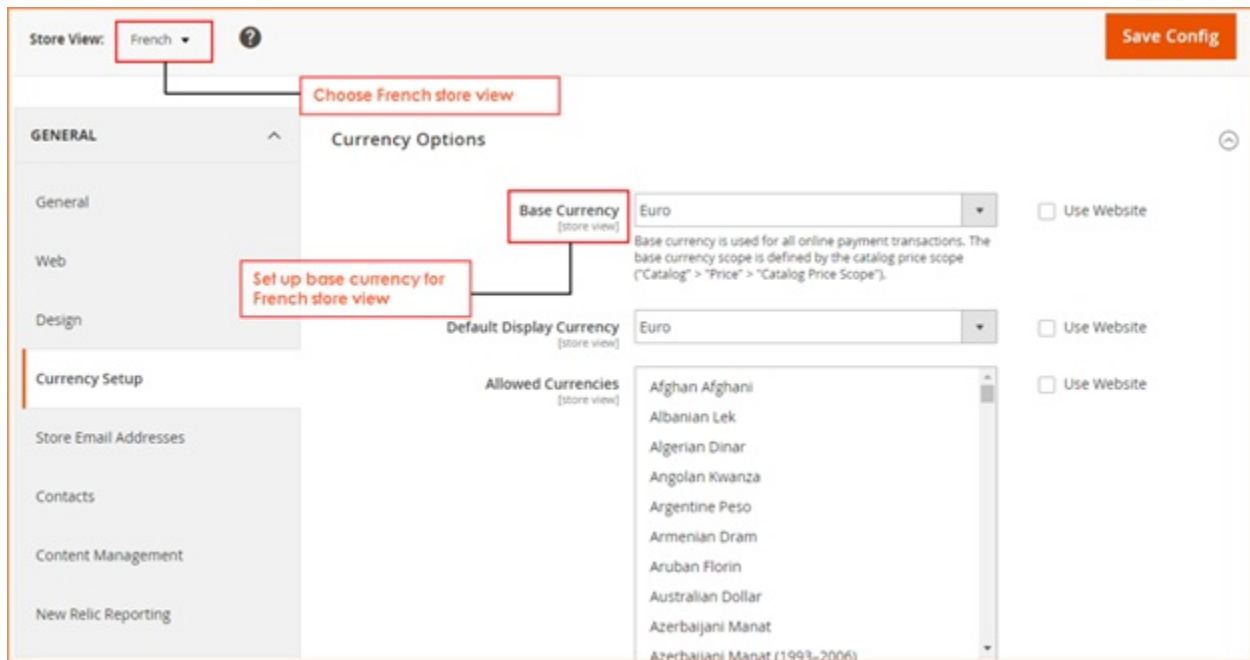 Store View: French
Save Config
Choose French store view
GENERAL
Currency Options
General
Base Currency
[store view]
Euro
Use Website
Base currency is used for all online payment transactions. The
base currency scope is defined by the catalog price scope
("Catalog" > "Price" > "Catalog Price Scope").
Web
Set up base currency for
French store view
Design
Default Display Currency
[store view]
Euro
Use Website
Currency Setup
Allowed Currencies
[store view]
Use Website
Afghan Afghani
Albanian Lek
Algerian Dinar
Angolan Kwanza
Argentine Peso
Armenian Dram
Aruban Florin
Australian Dollar
Azerbaijani Manat
Azerbaijani Manat (1993–2006)
Store Email Addresses
Contacts
Content Management
New Relic Reporting